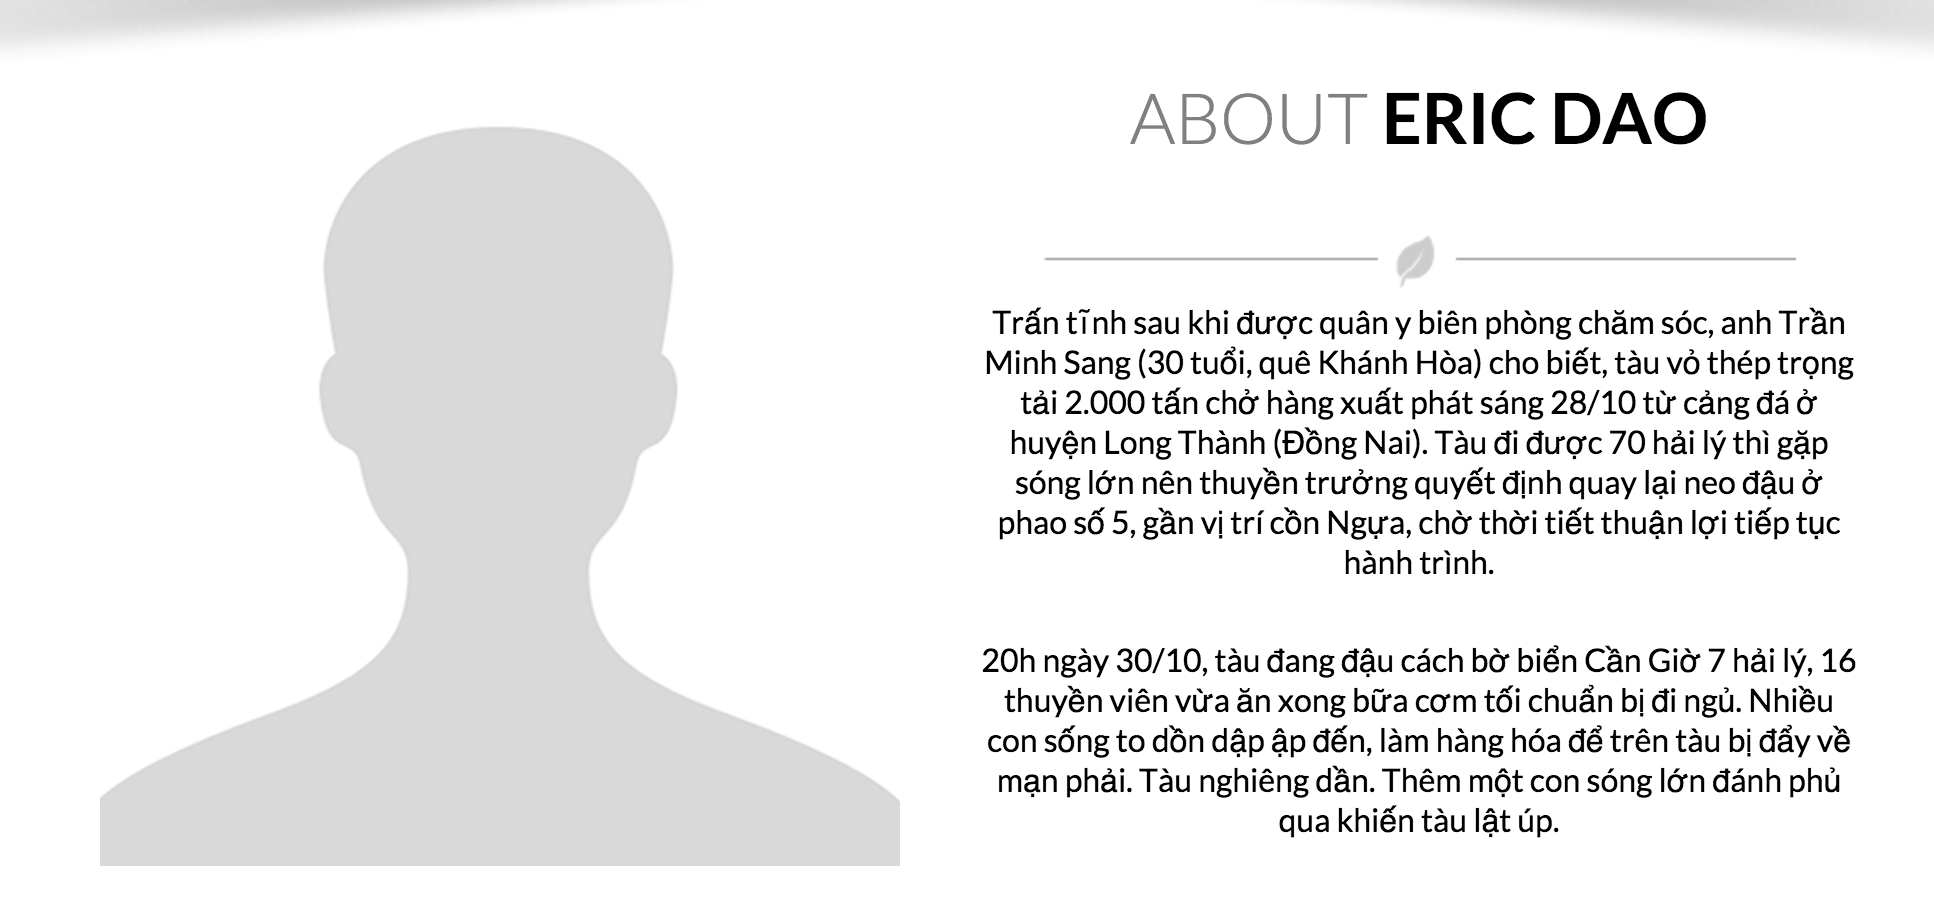 ABOUT ERIC DAO
Trấn tĩnh sau khi được quân y biên phòng chăm sóc, anh Trần
Minh Sang (30 tuổi, quê Khánh Hòa) cho biết, tàu vỏ thép trọng
tải 2.000 tấn chở hàng xuất phát sáng 28/10 từ cảng đá ở
huyện Long Thành (Đồng Nai). Tàu đi được 70 hải lý thì gặp
sóng lớn nên thuyền trưởng quyết định quay lại neo đậu ở
phao số 5, gần vị trí cồn Ngựa, chờ thời tiết thuận lợi tiếp tục
hành trình.
20h ngày 30/10, tàu đang đậu cách bờ biển Cần Giờ 7 hải lý, 16
thuyền viên vừa ăn xong bữa cơm tối chuẩn bị đi ngủ. Nhiều
con sống to dồn dập ập đến, làm hàng hóa để trên tàu bị đẩy về
mạn phải. Tàu nghiêng dần. Thêm một con sóng lớn đánh phủ
qua khiến tàu lật úp.